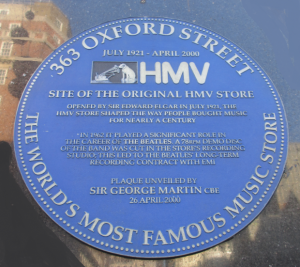 363 OXFORD STREET
JULY 1921 - APRIL 2000
HMV
SITE OF THE ORIGINAL HMV STORE
OPENED BY SIR EDWARD ELGAR IN JULY 1921, THE
HMV STORE SHAPED THE WAY PEOPLE BOUGHT MUSIC
FOR NEARLY A CENTURY
IN 1962 IT PLAYED A SIGNIFICANT ROLE IN
THE CAREER OF THE BEATLES. A 78RPM DEMO DISC
OF THE BAND WAS CUT IN THE STORE'S RECORDING
STUDIO. THIS LED TO THE BEATLES' LONG-TERM
RECORDING CONTRACT WITH EMI.
PLAQUE UNVEILED BY
SIR GEORGE MARTIN CBE
26 APRIL 2000
THE WORLD'S MOST FAMOUS MUSIC STORE